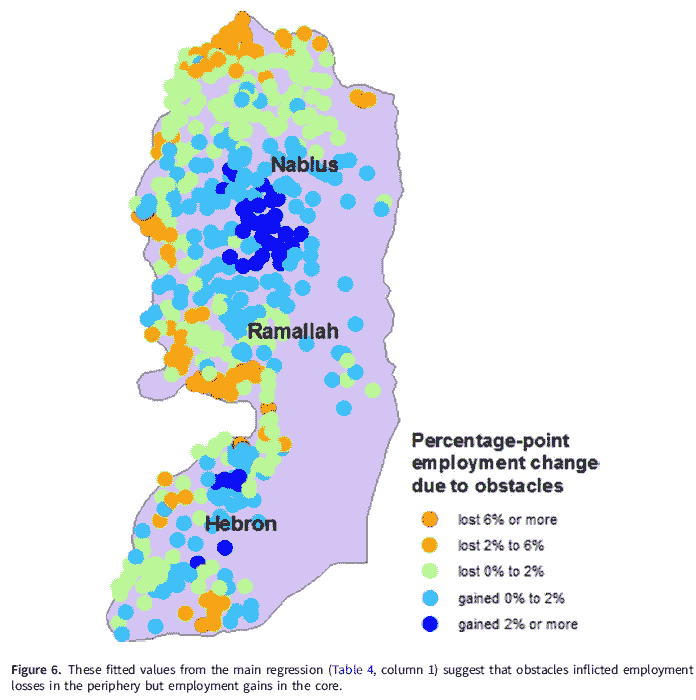 Nablus
Ramallah
Hebron
Percentage-point
employment change
due to obstacles
lost 6% or more
lost 2% to 6%
lost 0% to 2%
gained 0% to 2%
gained 2% or more
Figure 6. These fitted values from the main regression (Table 4, column 1) suggest that obstacles inflicted employment
losses in the periphery but employment gains in the core.